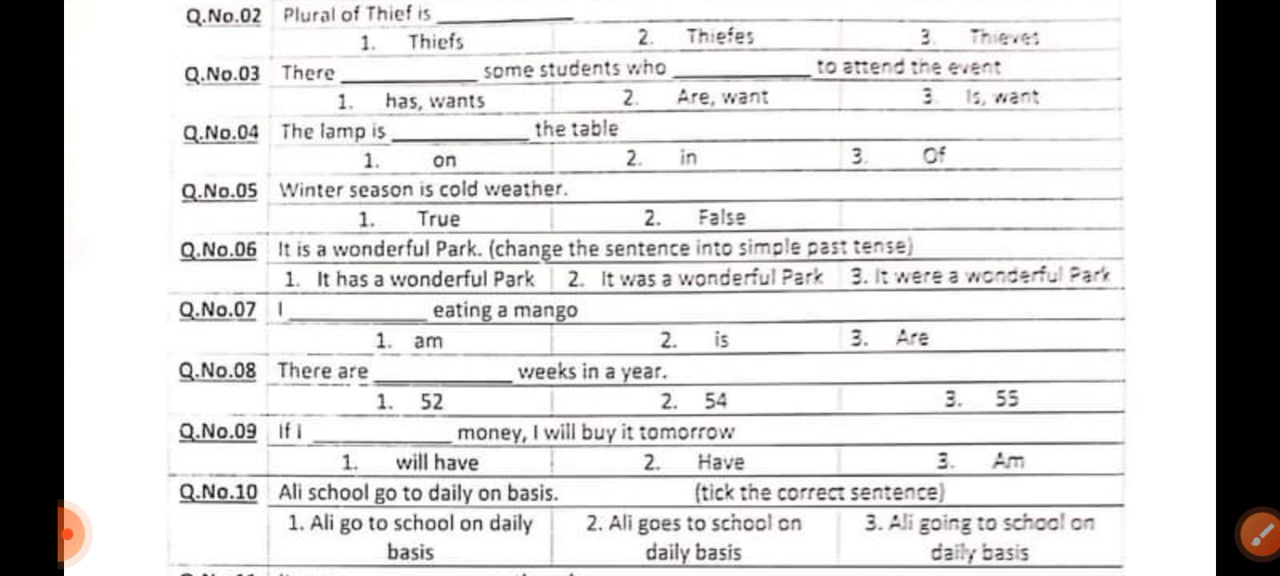 Q.No.02 Plural of Thief is ____________
1. Thiefs 2. Thiefes 3. Thieves
Q.No.03 There ____________ some students who ____________ to attend the event
1. has, wants 2. Are, want 3. Is, want
Q.No.04 The lamp is ____________ the table
1. on 2. in 3. Of
Q.No.05 Winter season is cold weather.
1. True 2. False
Q.No.06 It is a wonderful Park. (change the sentence into simple past tense)
1. It has a wonderful Park 2. It was a wonderful Park 3. It were a wonderful Park
Q.No.07 I ____________ eating a mango
1. am 2. is 3. Are
Q.No.08 There are ____________ weeks in a year.
1. 52 2. 54 3. 55
Q.No.09 If I ____________ money, I will buy it tomorrow
1. will have 2. Have 3. Am
Q.No.10 Ali school go to daily on basis. (tick the correct sentence)
1. Ali go to school on daily 2. Ali goes to school on 3. Ali going to school on
basis daily basis daily basis